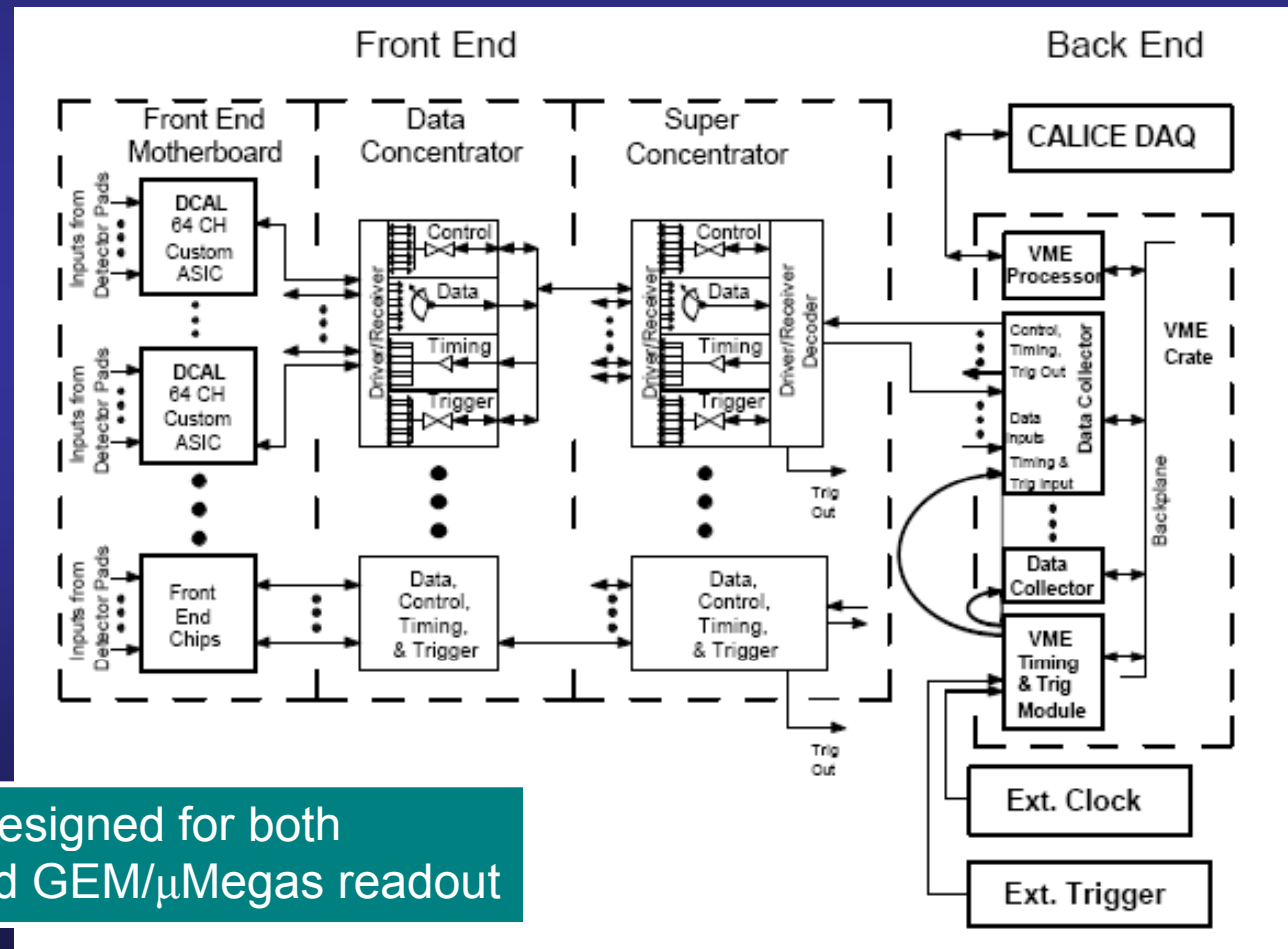 Front End
Back End
Front End
Motherboard
Data
Concentrator
Super
Concentrator
Inputs from
Detector Pads
DCAL
64 CH
Custom
ASIC
Inputs from
Detector Pads
DCAL
64 CH
Custom
ASIC
Inputs from
Detector Pads
Front
End
Chips
Driver/Receiver
Control
Data
Timing
Trigger
Data,
Control,
Timing,
& Trigger
Driver/Receiver
Control
Data
Timing
Trigger
Driver/Receiver
Decoder
Trig
Out
Data,
Control,
Timing,
& Trigger
Trig
Out
CALICE DAQ
VME
Processor
VME
Crate
Control,
Timing,
Trig Out
Data
Inputs
Timing &
Trig Input
Data Collector
Backplane
Data
Collector
VME
Timing
& Trig
Module
Ext. Clock
Ext. Trigger
esigned for both
d GEM/μMegas readout